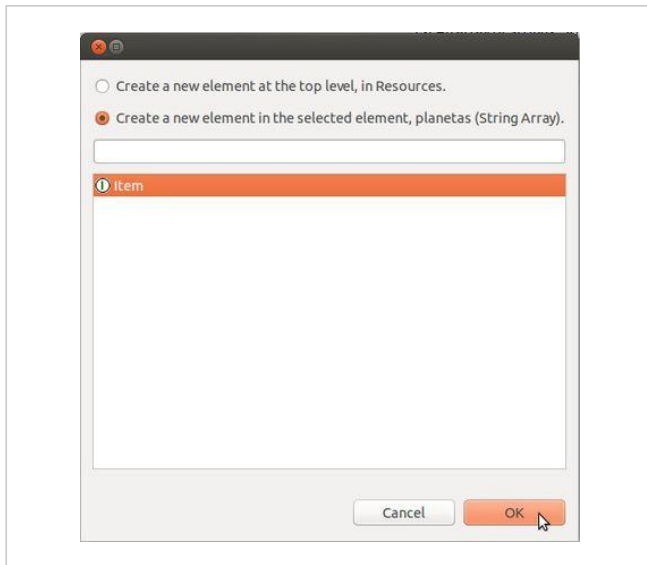 Create a new element at the top level, in Resources.
Create a new element in the selected element, planetas (String Array).
Item
Cancel
OK